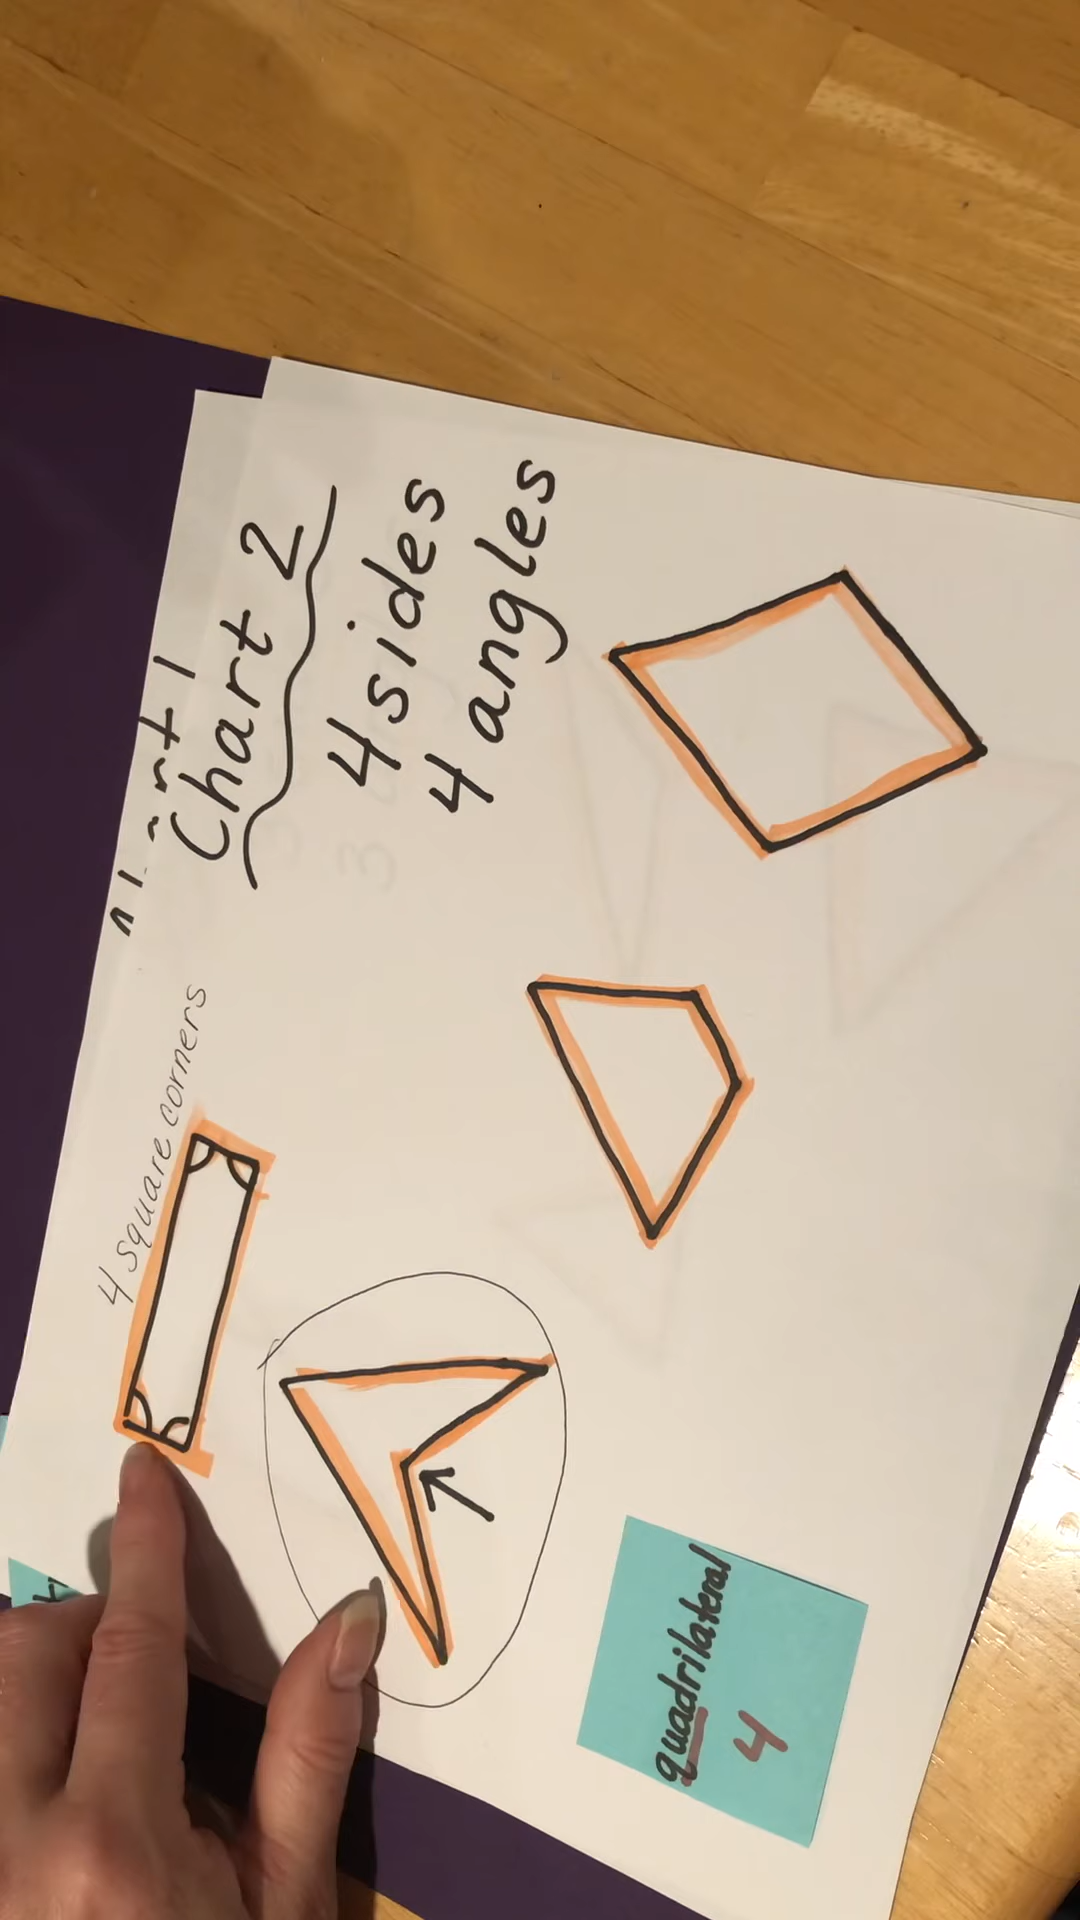 Chart 2
4 sides
4 angles
4 square corners
quadrilateral
4